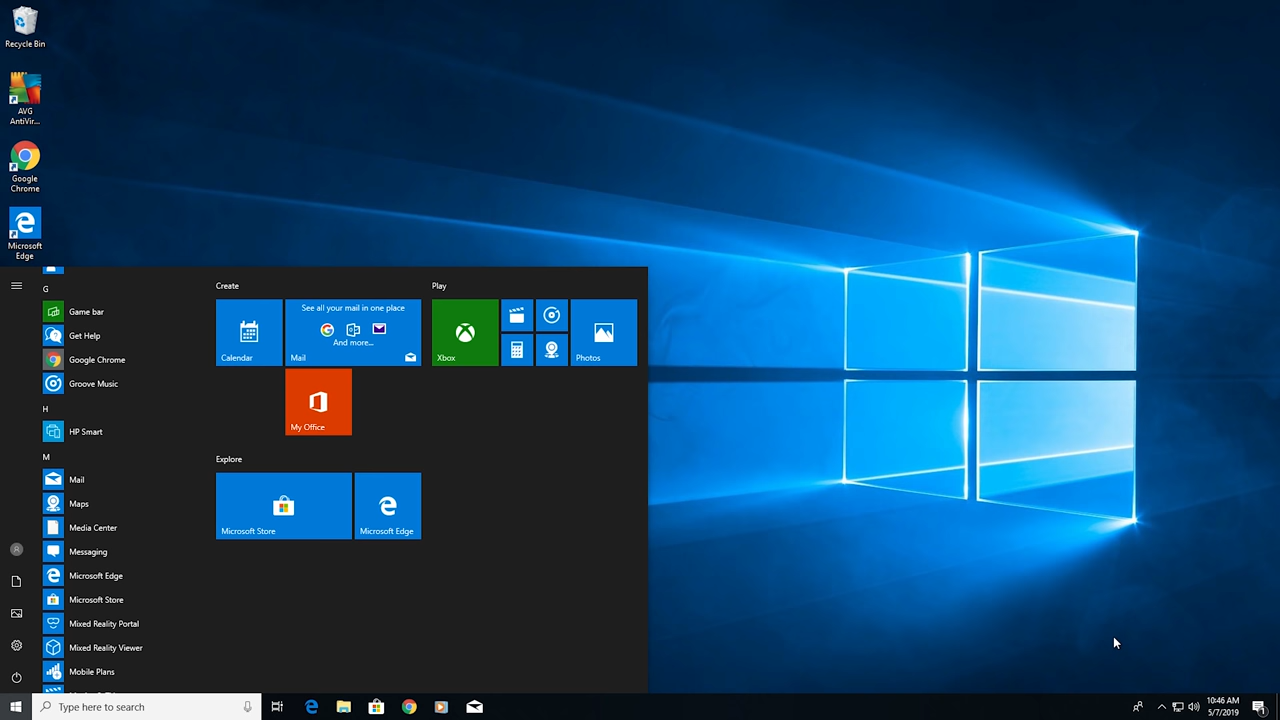 Recycle Bin
AVG
AntiVir...
Google
Chrome
Microsoft
Edge
G
Game bar
Get Help
Google Chrome
Groove Music
H
HP Smart
M
Mail
Maps
Media Center
Messaging
Microsoft Edge
Microsoft Store
Mixed Reality Portal
Mixed Reality Viewer
Mobile Plans
Create
Calendar
See all your mail in one place
And more...
Mail
My Office
Explore
Microsoft Store
Microsoft Edge
Play
Xbox
Photos
Type here to search
10:46 AM
5/7/2019
1